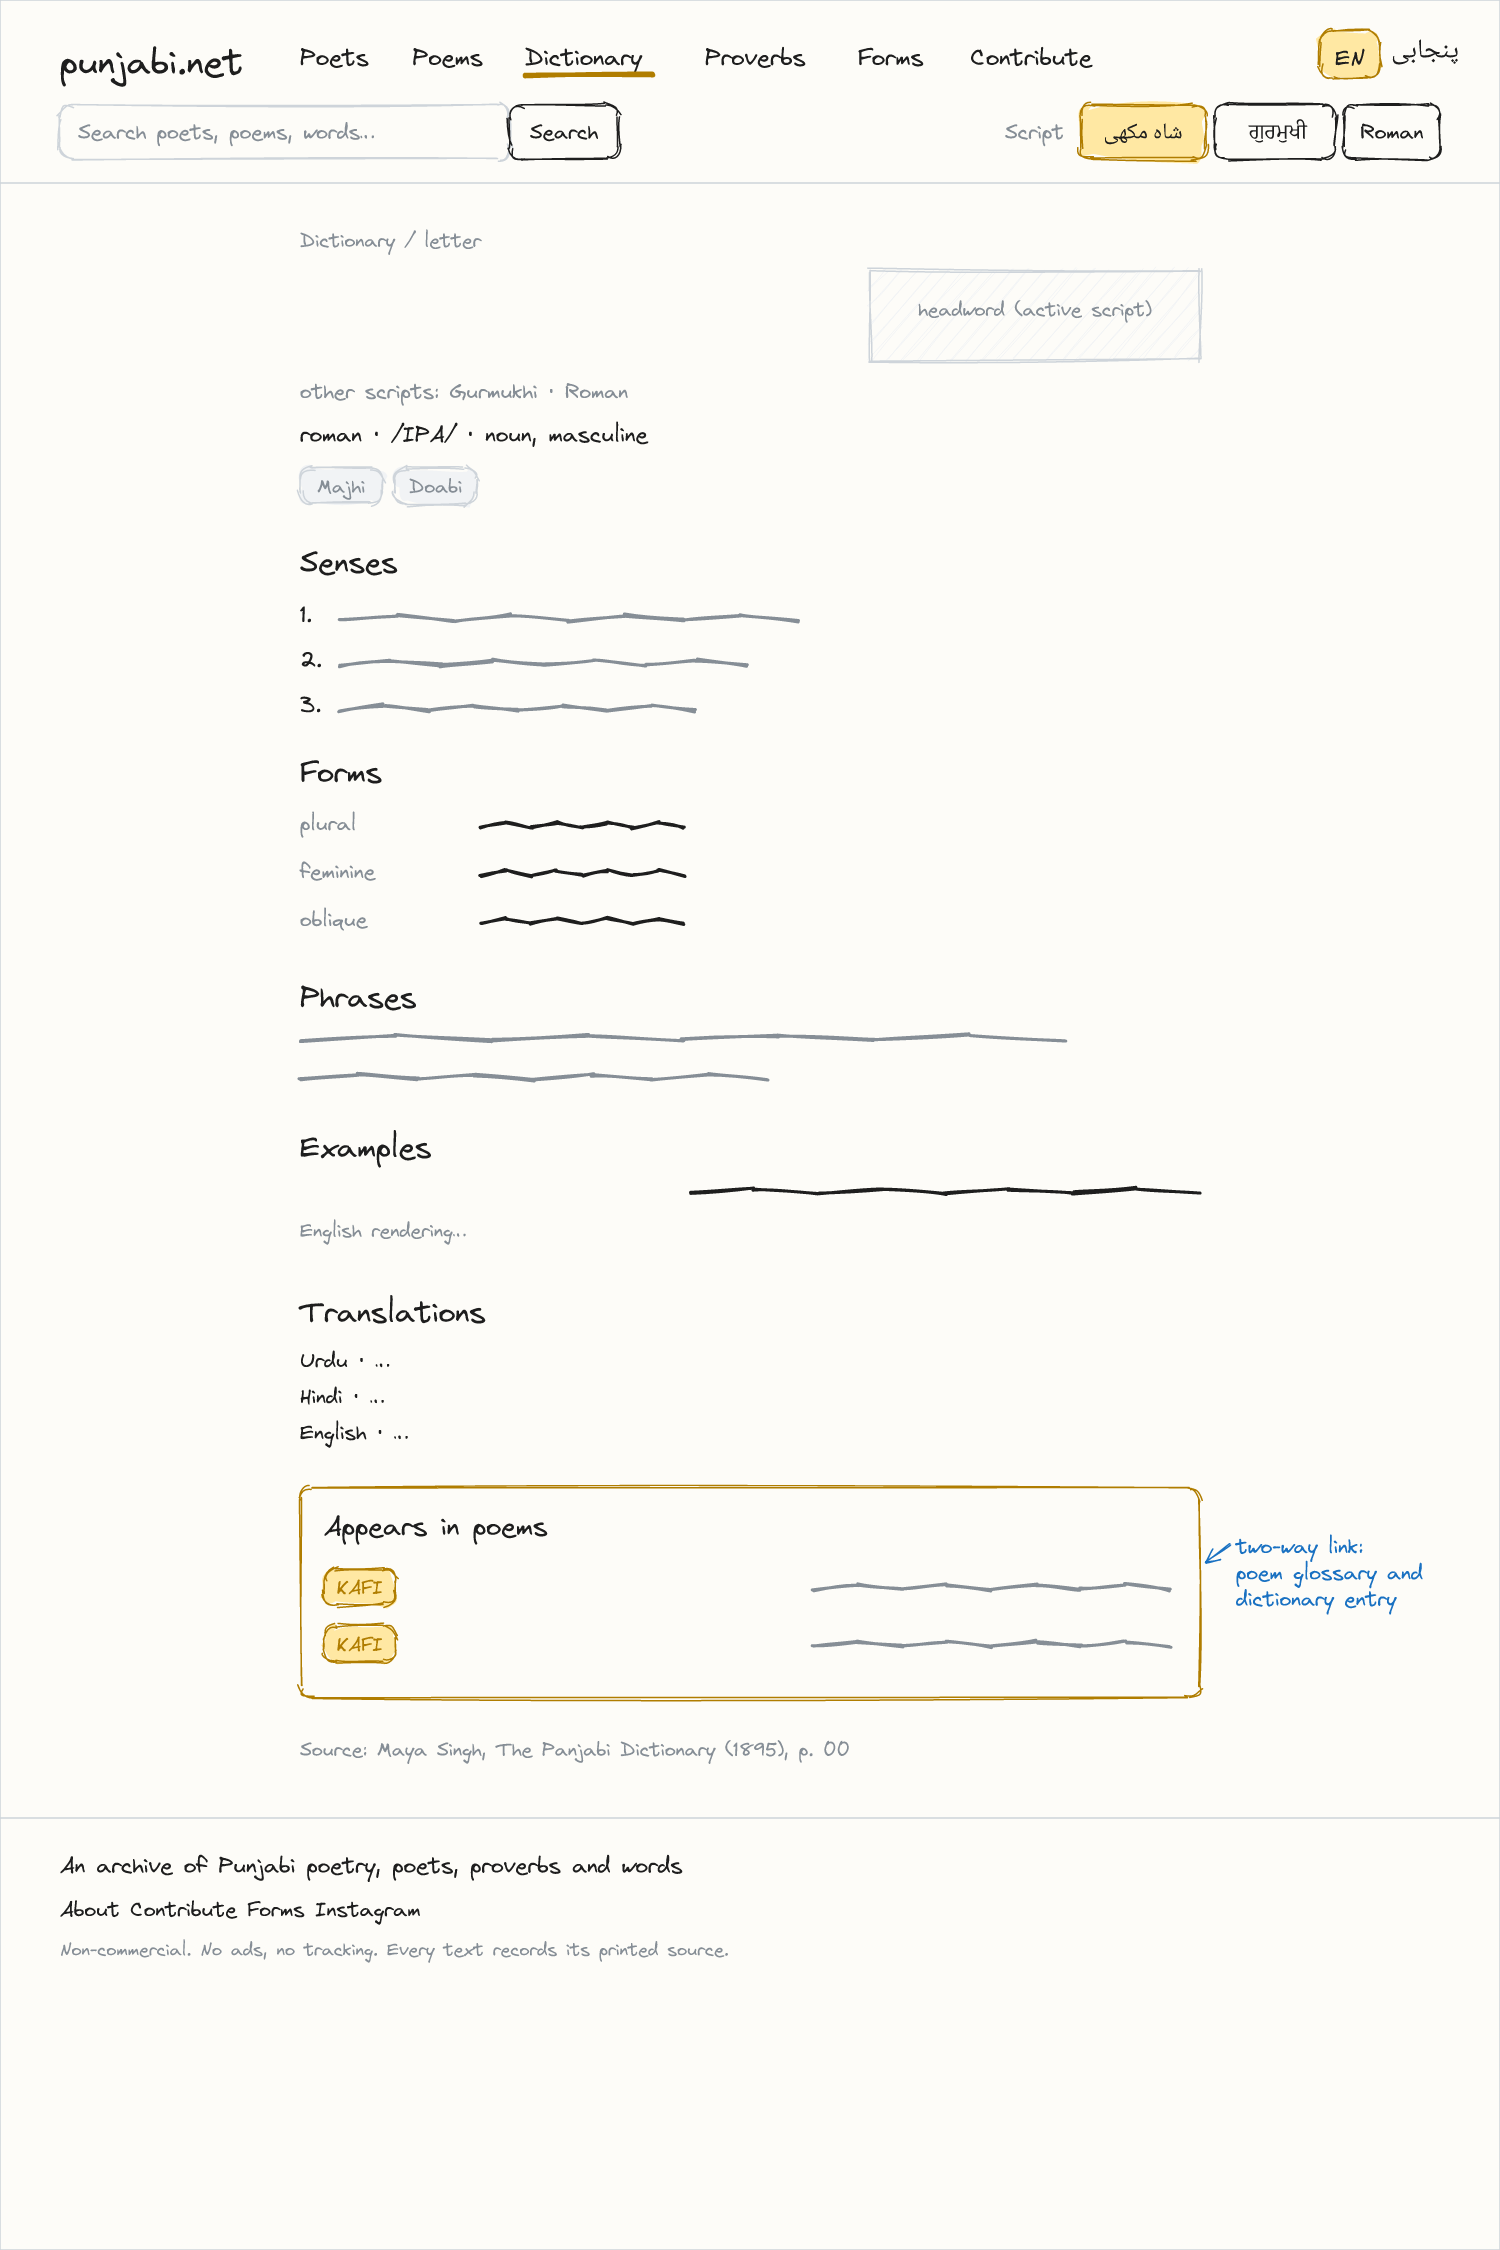 punjabi.net Poets Poems Dictionary Proverbs Forms Contribute EN پنجابی
Search poets, poems, words... Search Script شاہ مکھی ਗੁਰਮੁਖੀ Roman
Dictionary / letter
headword (active script)
other scripts: Gurmukhi · Roman
roman · /IPA/ · noun, masculine
Majhi Doabi
Senses
1.
2.
3.
Forms
plural
feminine
oblique
Phrases
Examples
English rendering...
Translations
Urdu · ...
Hindi · ...
English · ...
Appears in poems
KAFI
KAFI
two-way link:
poem glossary and
dictionary entry
Source: Maya Singh, The Panjabi Dictionary (1895), p. 00
An archive of Punjabi poetry, poets, proverbs and words
About Contribute Forms Instagram
Non-commercial. No ads, no tracking. Every text records its printed source.